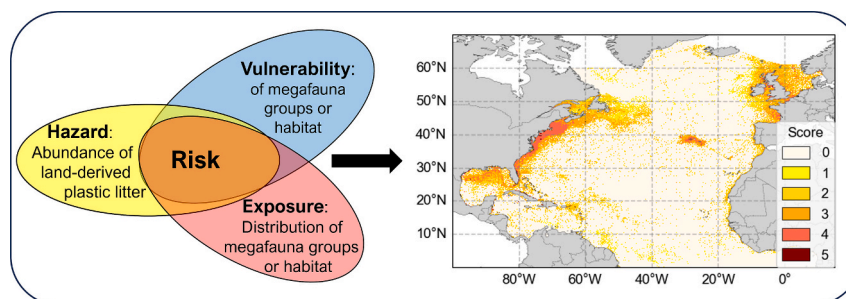 Vulnerability:
of megafauna
groups or
habitat
Hazard:
Abundance of
land-derived
plastic litter
Risk
Exposure:
Distribution of
megafauna groups
or habitat
60°N
50°N
40°N
30°N
20°N
10°N
80°W
60°W
40°W
20°W
0°
Score
0
1
2
3
4
5